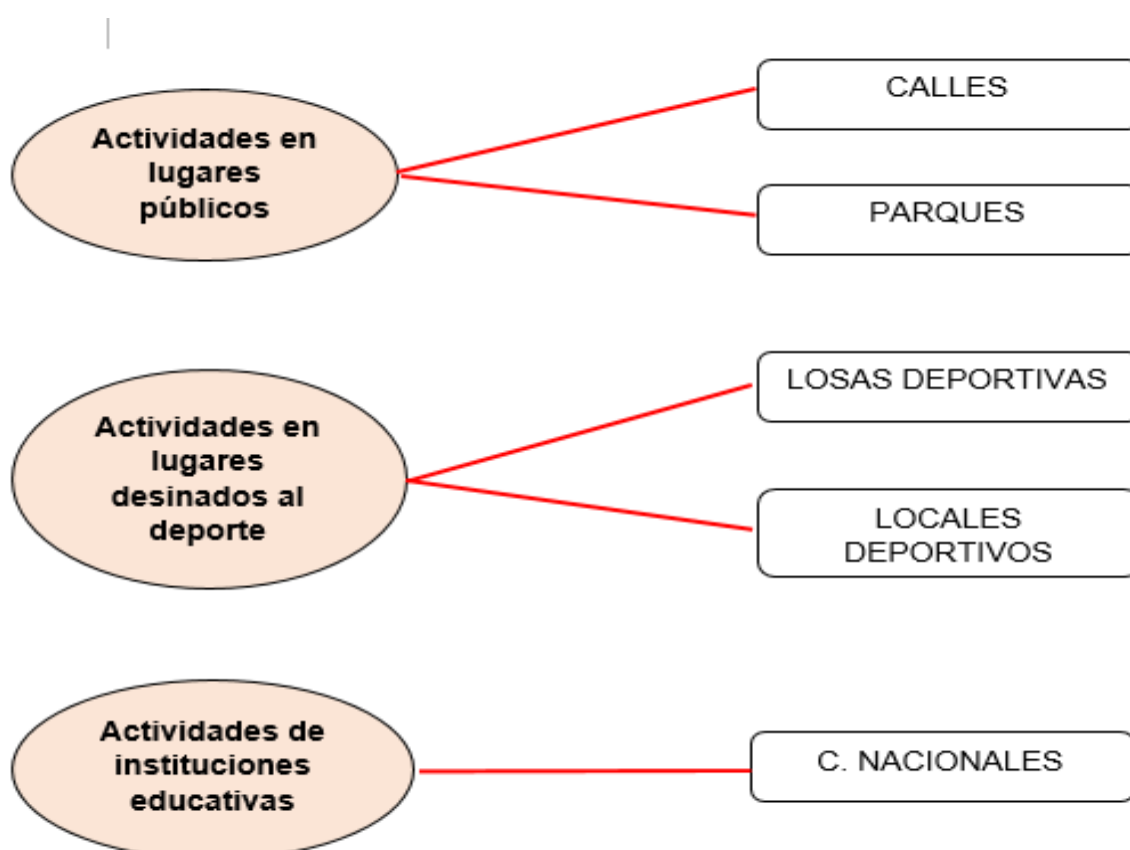 Actividades en
lugares
públicos
CALLES
PARQUES
Actividades en
lugares
desinados al
deporte
LOSAS DEPORTIVAS
LOCALES
DEPORTIVOS
Actividades de
instituciones
educativas
C. NACIONALES